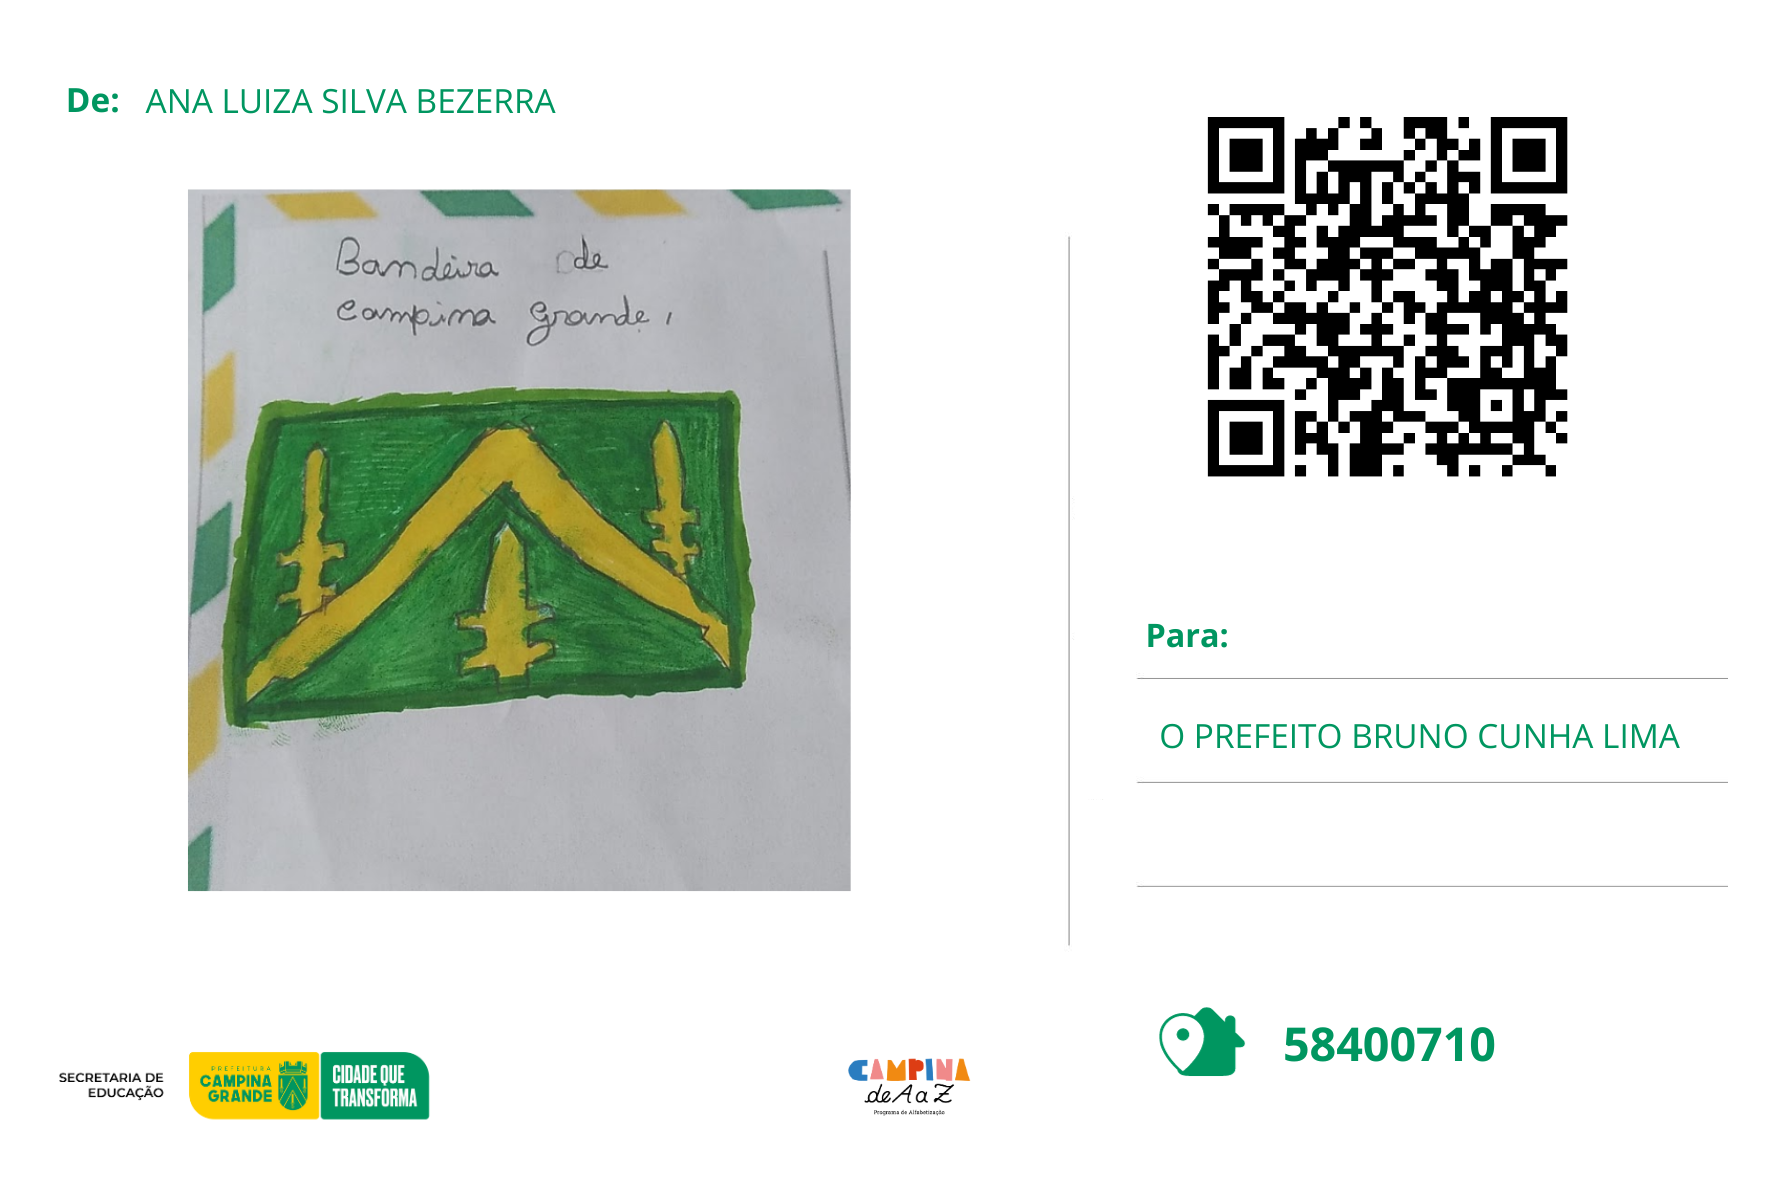 De: ANA LUIZA SILVA BEZERRA
Bandeira de
Campina Grande,
Para:
O PREFEITO BRUNO CUNHA LIMA
58400710
SECRETARIA DE
EDUCAÇÃO
PREFEITURA
CAMPINA
GRANDE
CIDADE QUE
TRANSFORMA
CAMPINA
de A a Z
Programa de Alfabetização